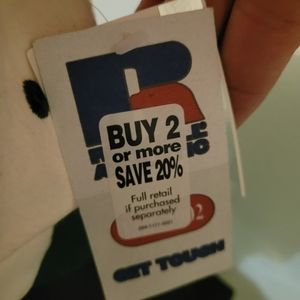 BUY 2
or more
SAVE 20%
Full retail
if purchased
separately
GET TOUGH